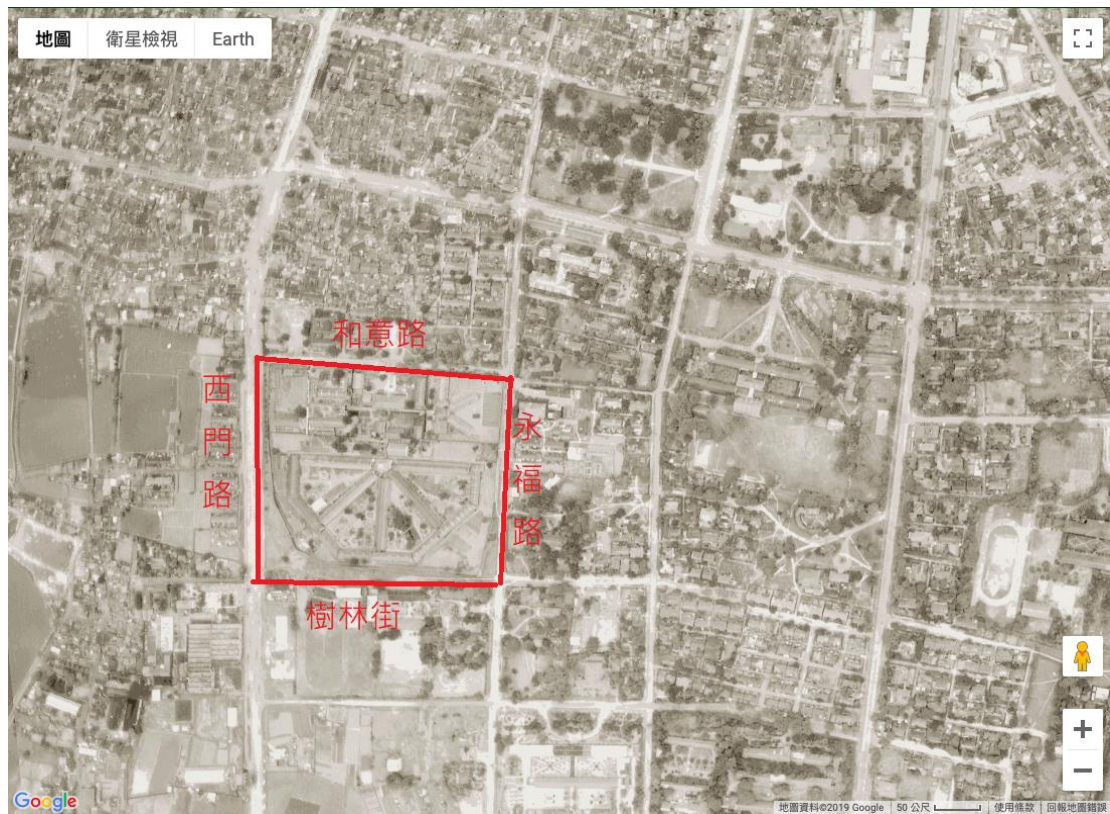 地圖
衛星檢視
Earth
和意路
西門路
永福路
樹林街
Google
地圖資料©2019 Google
50 公尺
使用條款
回報地圖錯誤